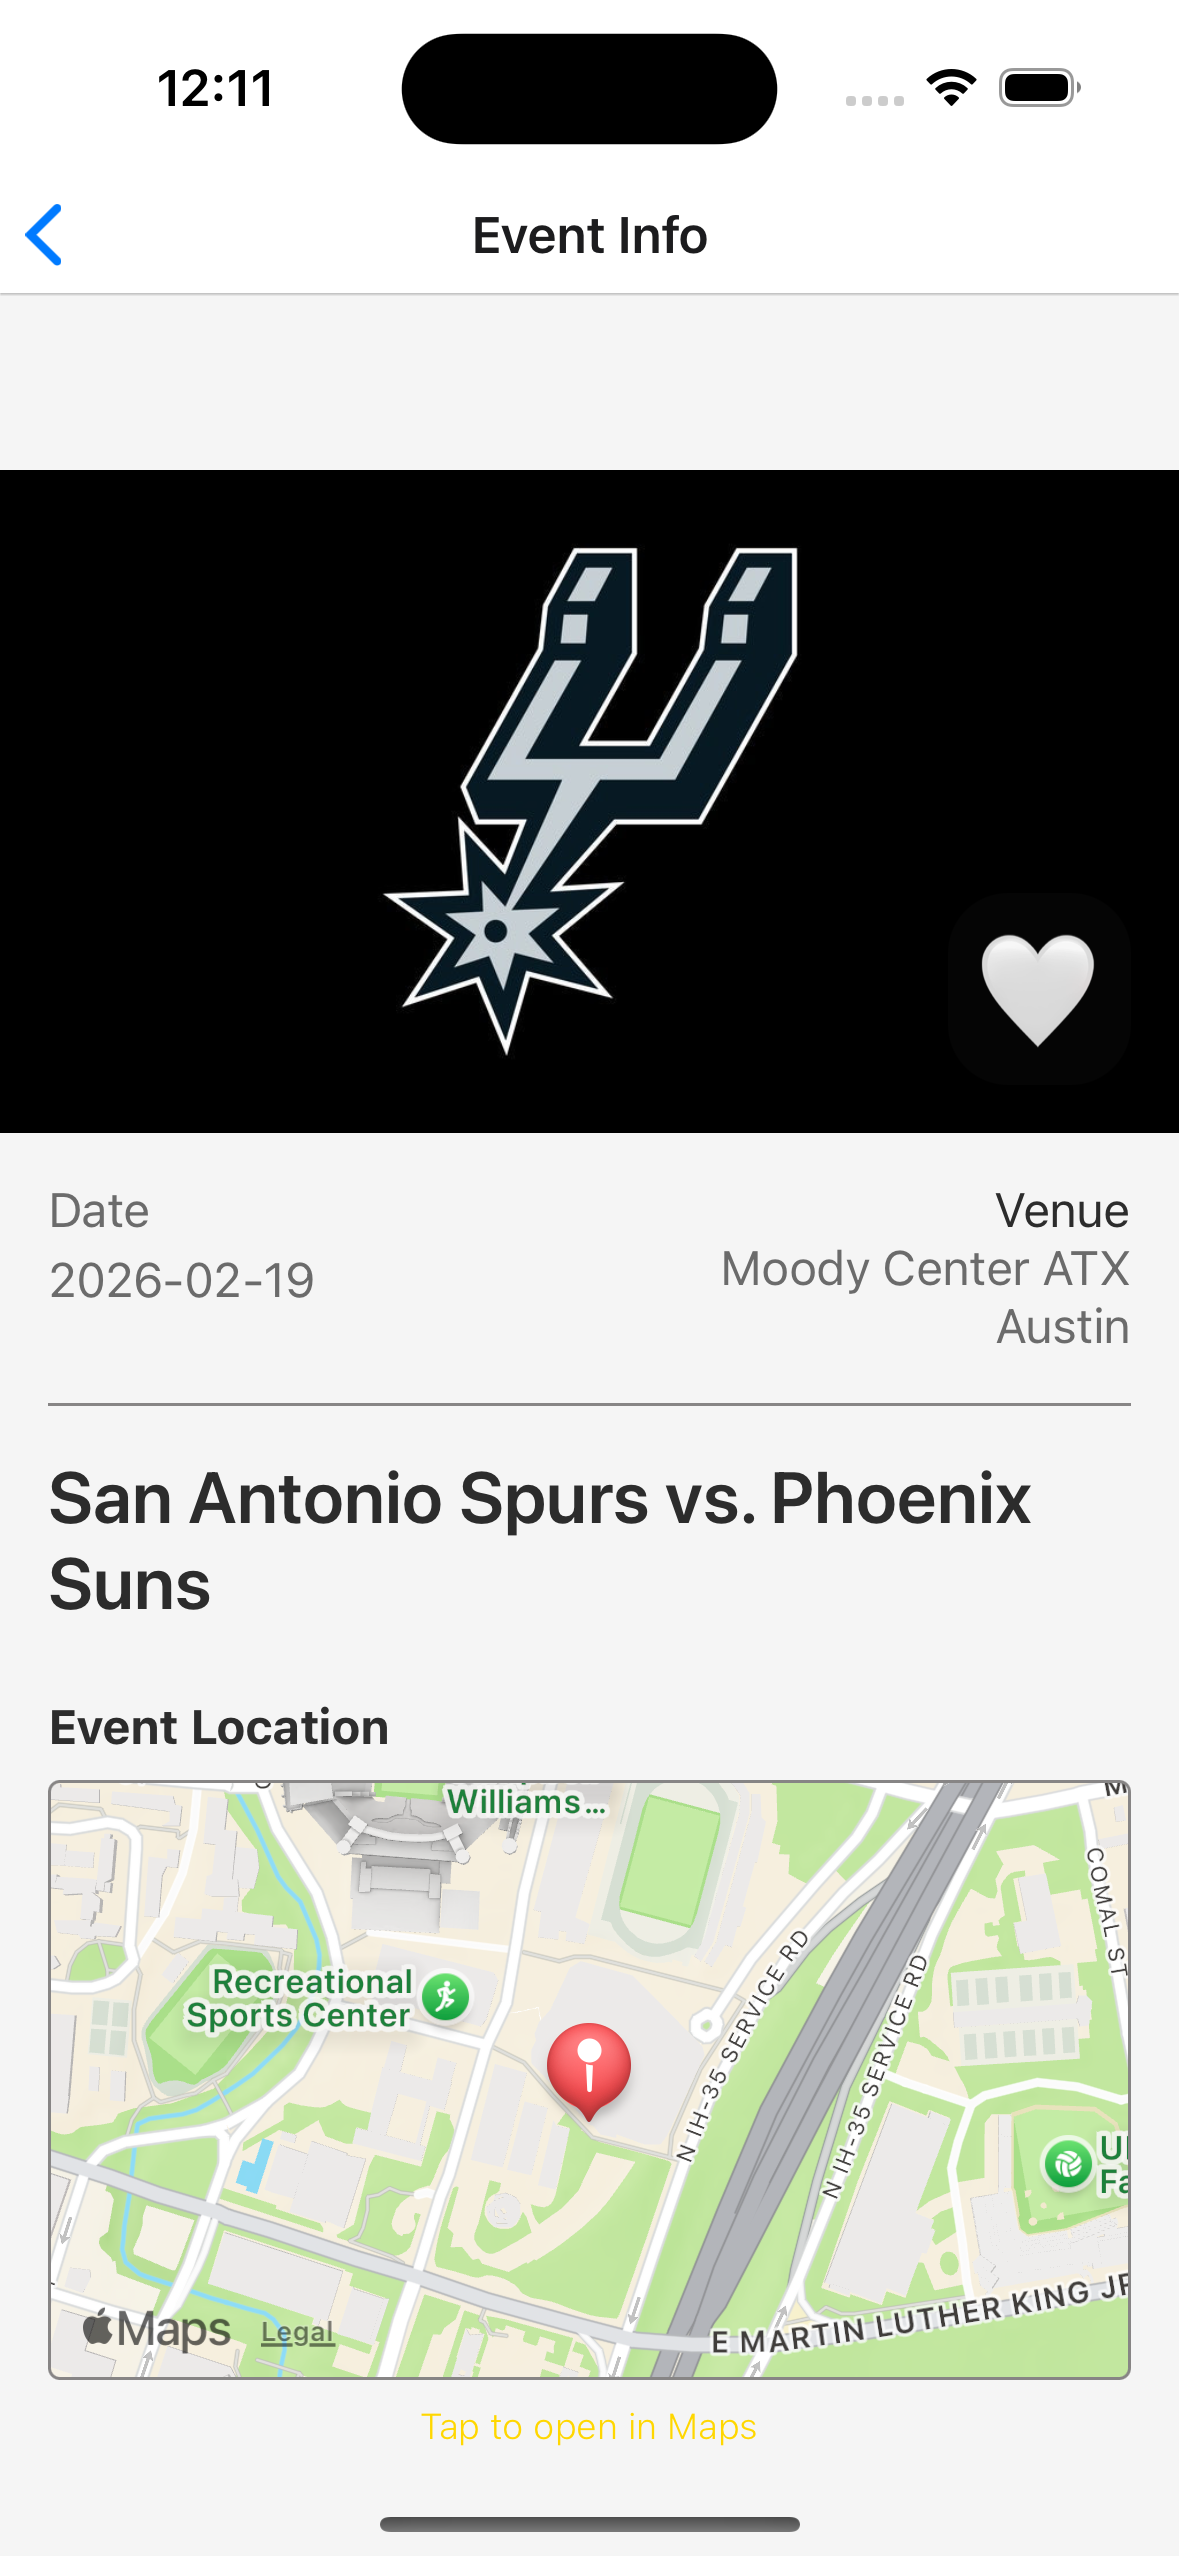 12:11
Event Info
Date
2026-02-19
Venue
Moody Center ATX
Austin
San Antonio Spurs vs. Phoenix
Suns
Event Location
Williams...
COMAL ST
Recreational
Sports Center
N IH-35 SERVICE RD
N IH-35 SERVICE RD
E MARTIN LUTHER KING
Maps
Legal
Tap to open in Maps